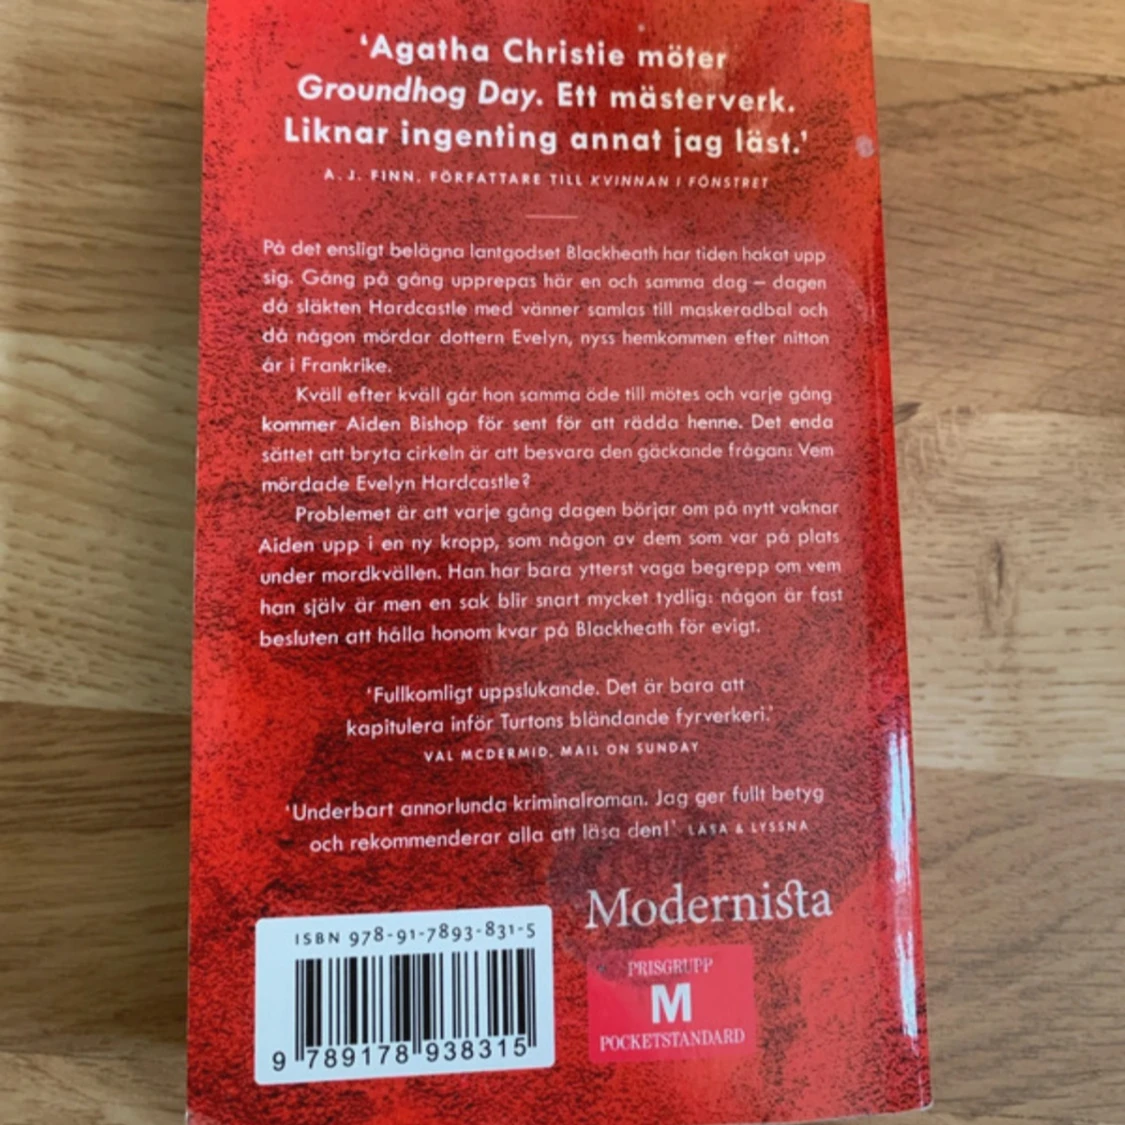 ‘Agatha Christie möter
Groundhog Day. Ett mästerverk.
Liknar ingenting annat jag läst.’
A. J. FINN, FÖRFATTARE TILL KVINNAN I FÖNSTRET
På det ensligt belägna lantgodset Blackheath har tiden hakat upp
sig. Gång på gång upprepas här en och samma dag – dagen
då släkten Hardcastle med vänner samlas till maskeradbal och
då någon mördar dottern Evelyn, nyss hemkommen efter nitton
år i Frankrike.
Kväll efter kväll går hon samma öde till mötes och varje gång
kommer Aiden Bishop för sent för att rädda henne. Det enda
sättet att bryta cirkeln är att besvara den gäckande frågan: Vem
mördade Evelyn Hardcastle?
Problemet är att varje gång dagen börjar om på nytt vaknar
Aiden upp i en ny kropp, som någon av dem som var på plats
under mordkvällen. Han har bara ytterst vaga begrepp om vem
han själv är men en sak blir snart mycket tydlig: någon är fast
besluten att hålla honom kvar på Blackheath för evigt.
‘Fullkomligt uppslukande. Det är bara att
kapitulera inför Turtons bländande fyrverkeri.’
VAL MCDERMID, MAIL ON SUNDAY
‘Underbart annorlunda kriminalroman. Jag ger fullt betyg
och rekommenderar alla att läsa den!’ LÄSA & LYSSNA
Modernista
ISBN 978-91-7893-831-5
9 789178 938315
PRISGRUPP
M
POCKETSTANDARD